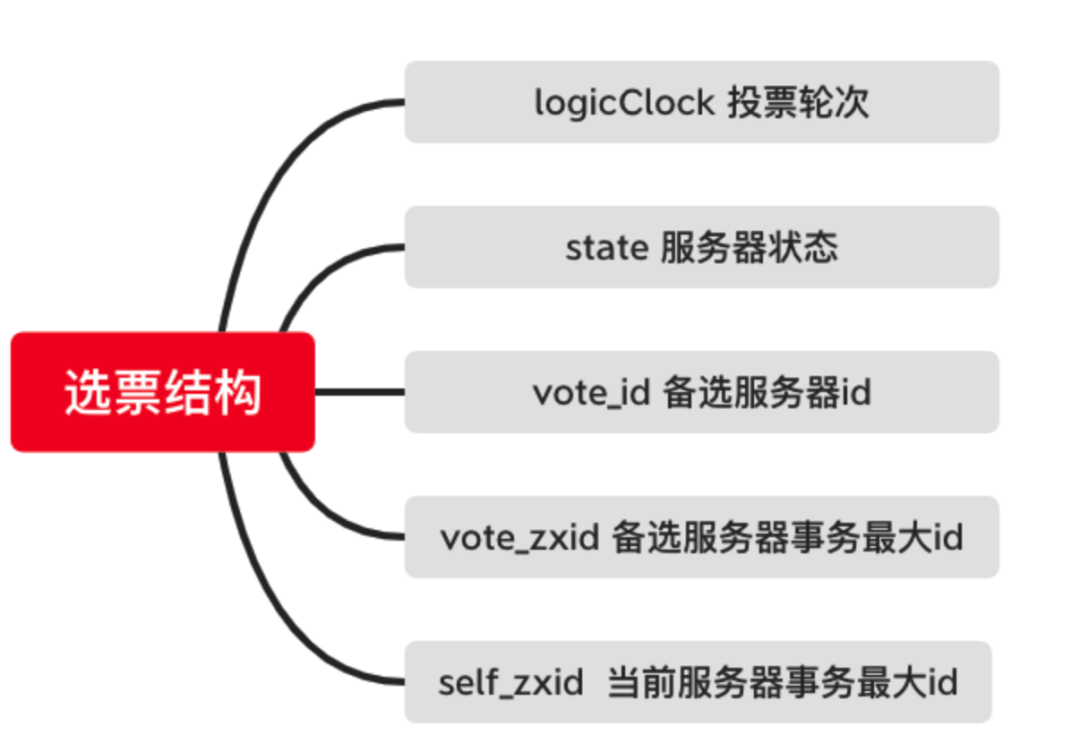 logicClock 投票轮次
state 服务器状态
选票结构
vote_id 备选服务器id
vote_zxid 备选服务器事务最大id
self_zxid 当前服务器事务最大id